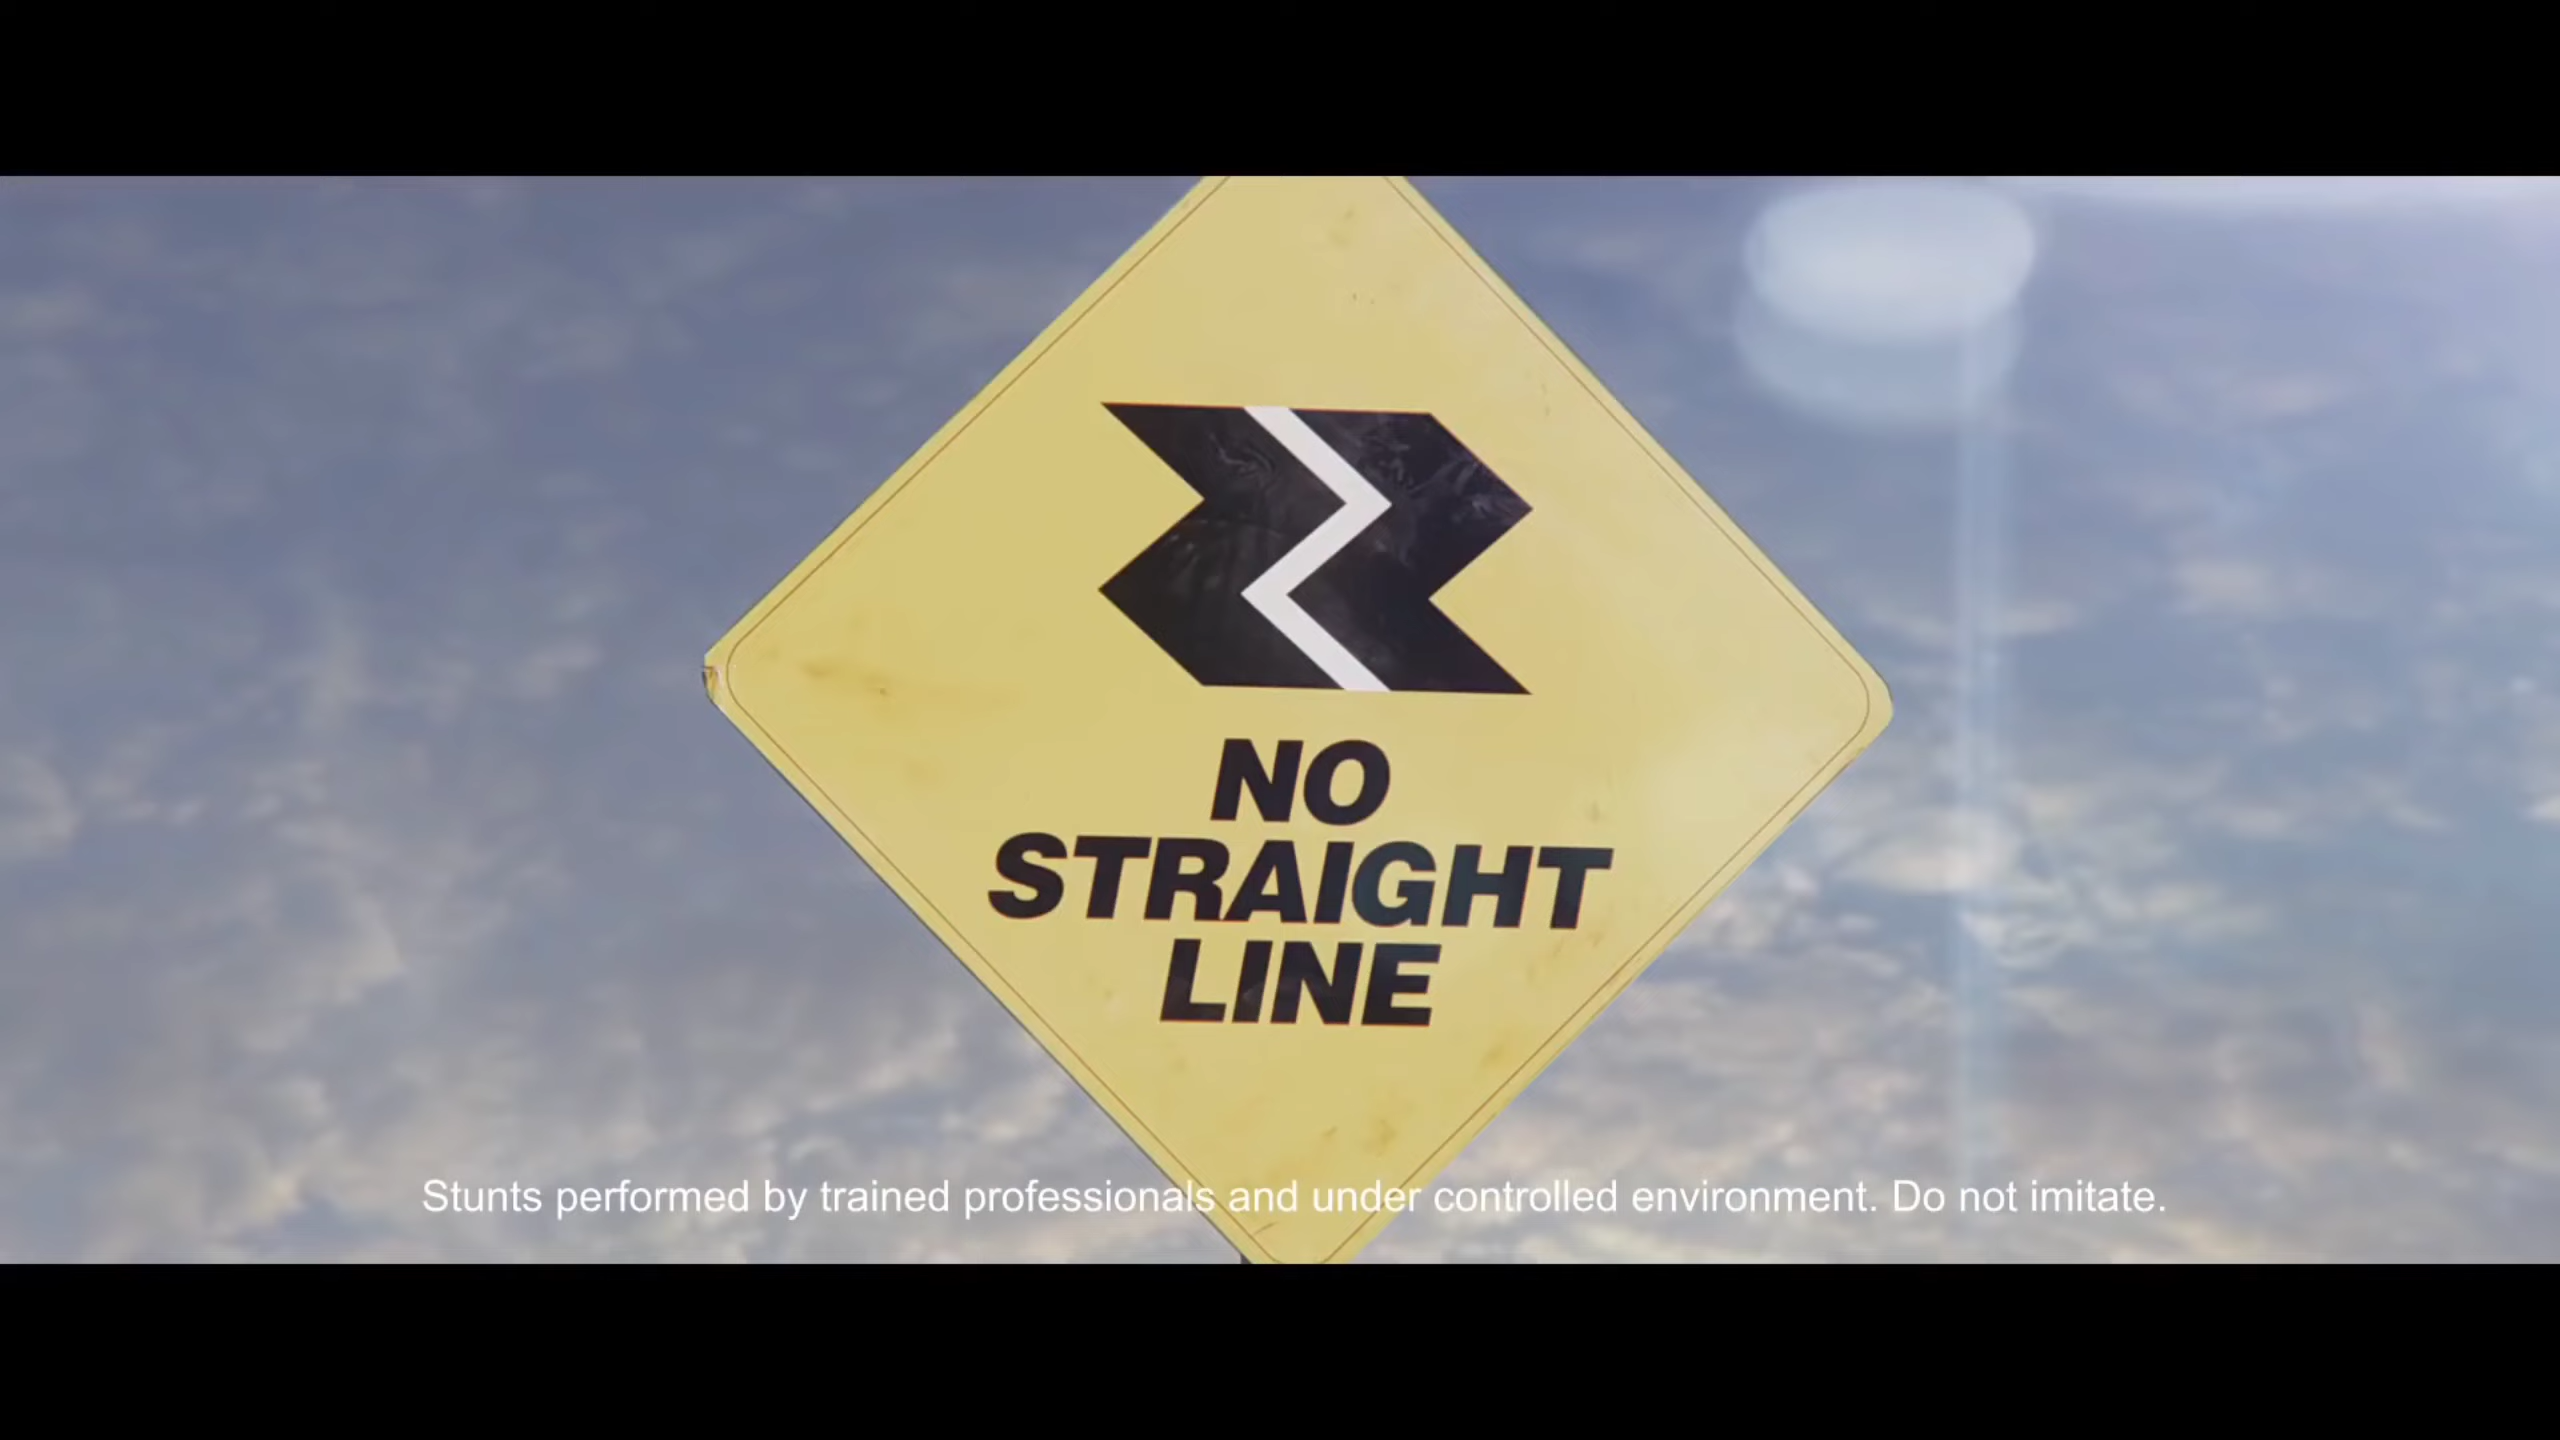 NO
STRAIGHT
LINE
Stunts performed by trained professionals and under controlled environment. Do not imitate.